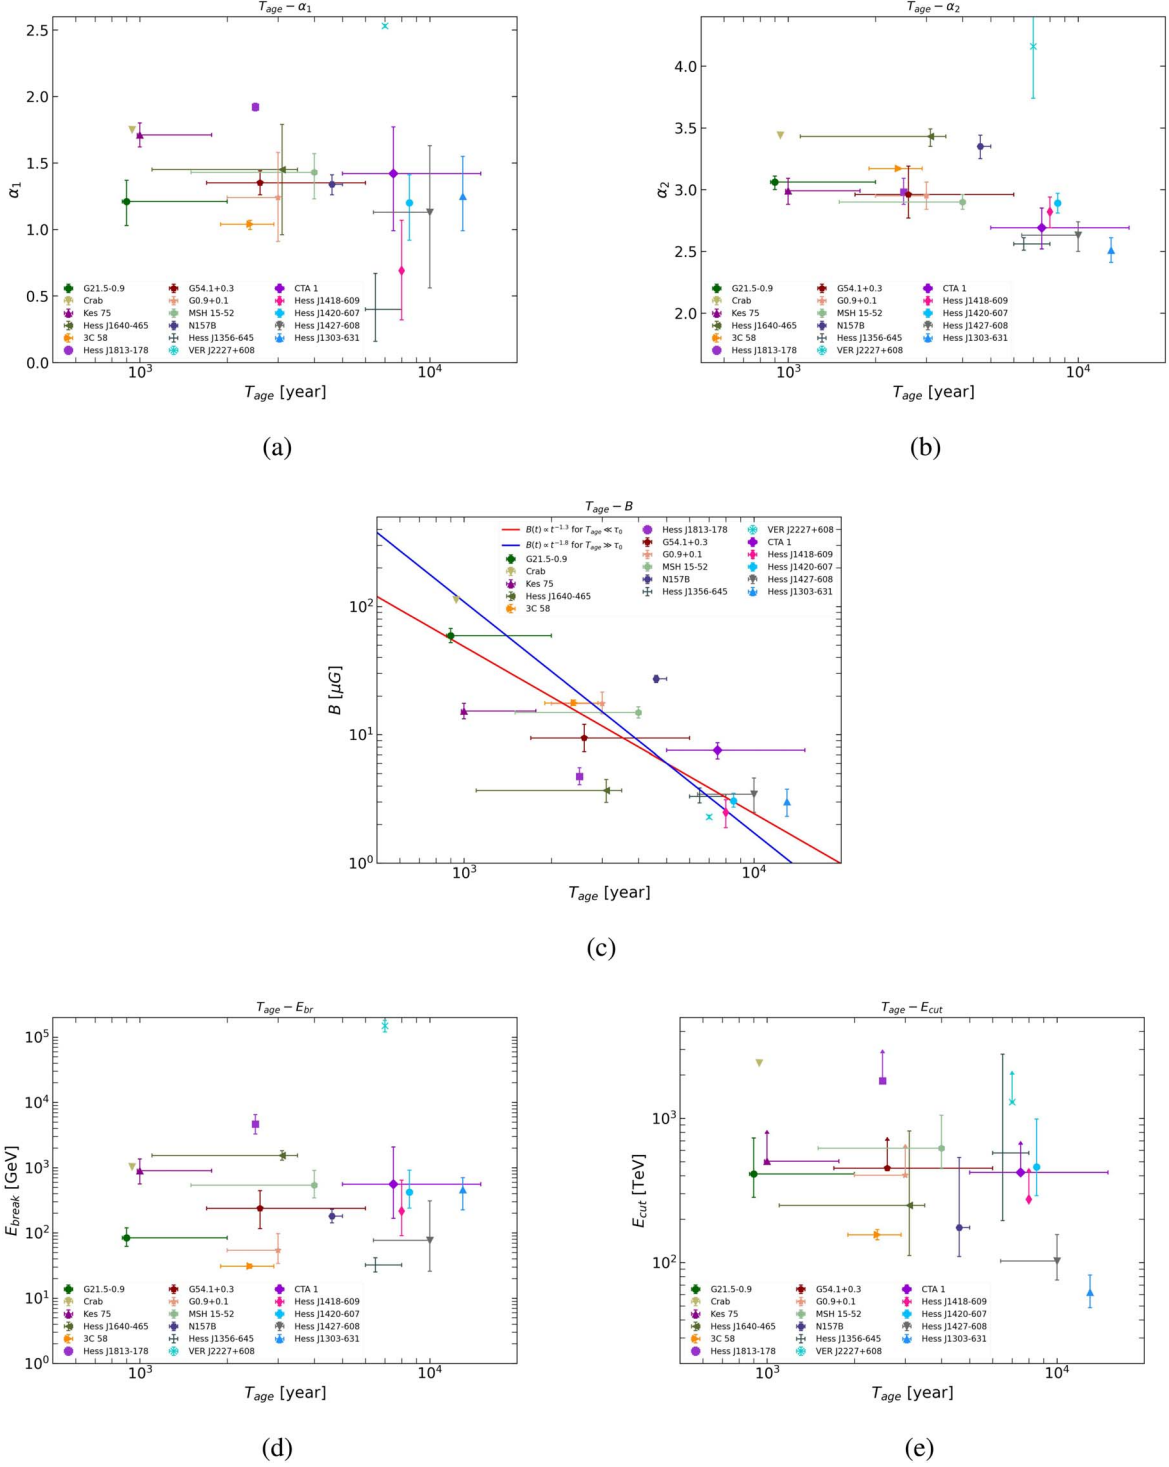 T_age − α_1
2.5
2.0
1.5
1.0
0.5
0.0
α_1
G21.5-0.9
Crab
Kes 75
Hess J1640-465
3C 58
Hess J1813-178
G54.1+0.3
G0.9+0.1
MSH 15-52
N157B
Hess J1356-645
VER J2227+608
CTA 1
Hess J1418-609
Hess J1420-607
Hess J1427-608
Hess J1303-631
10^3
10^4
T_age [year]
(a)
T_age − α_2
4.0
3.5
3.0
2.5
2.0
α_2
G21.5-0.9
Crab
Kes 75
Hess J1640-465
3C 58
Hess J1813-178
G54.1+0.3
G0.9+0.1
MSH 15-52
N157B
Hess J1356-645
VER J2227+608
CTA 1
Hess J1418-609
Hess J1420-607
Hess J1427-608
Hess J1303-631
10^3
10^4
T_age [year]
(b)
T_age − B
B(t) ∝ t^−1.3 for T_age ≪ τ_0
B(t) ∝ t^−1.8 for T_age ≫ τ_0
G21.5-0.9
Crab
Kes 75
Hess J1640-465
3C 58
Hess J1813-178
G54.1+0.3
G0.9+0.1
MSH 15-52
N157B
Hess J1356-645
VER J2227+608
CTA 1
Hess J1418-609
Hess J1420-607
Hess J1427-608
Hess J1303-631
10^2
10^1
10^0
B [μG]
10^3
10^4
T_age [year]
(c)
T_age − E_br
10^5
10^4
10^3
10^2
10^1
10^0
E_break [GeV]
G21.5-0.9
Crab
Kes 75
Hess J1640-465
3C 58
Hess J1813-178
G54.1+0.3
G0.9+0.1
MSH 15-52
N157B
Hess J1356-645
VER J2227+608
CTA 1
Hess J1418-609
Hess J1420-607
Hess J1427-608
Hess J1303-631
10^3
10^4
T_age [year]
(d)
T_age − E_cut
10^3
10^2
E_cut [TeV]
G21.5-0.9
Crab
Kes 75
Hess J1640-465
3C 58
Hess J1813-178
G54.1+0.3
G0.9+0.1
MSH 15-52
N157B
Hess J1356-645
VER J2227+608
CTA 1
Hess J1418-609
Hess J1420-607
Hess J1427-608
Hess J1303-631
10^3
10^4
T_age [year]
(e)